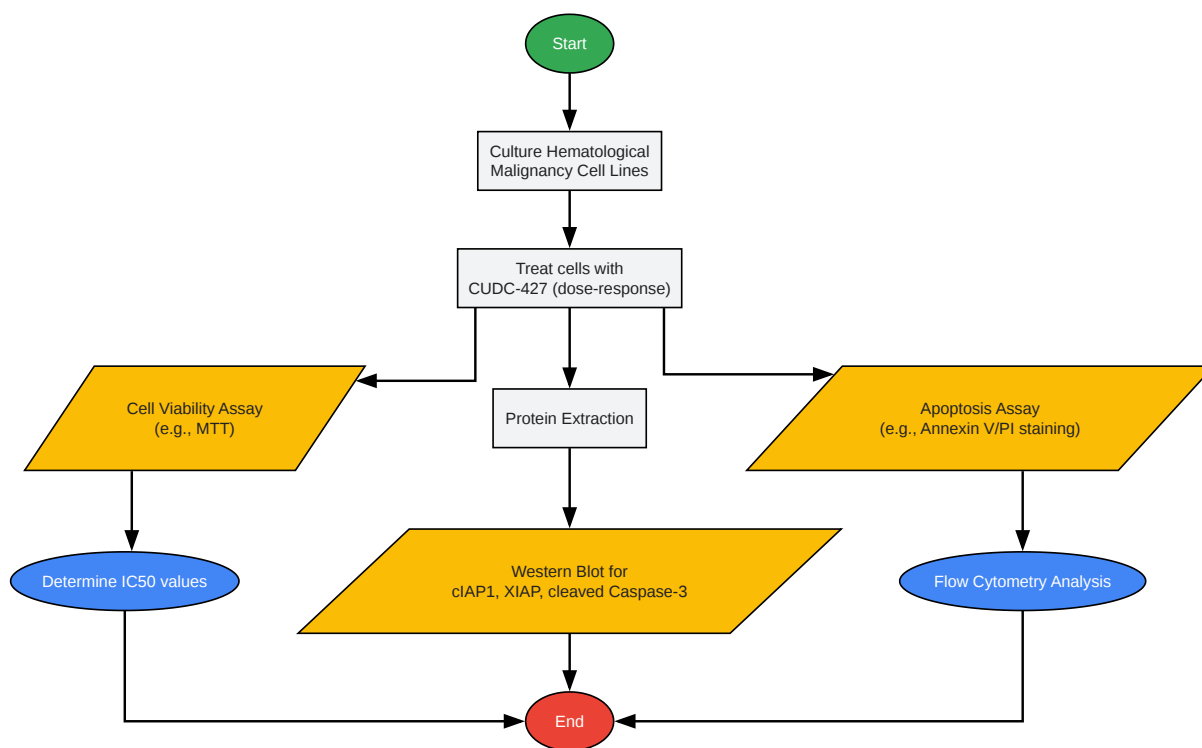 Start
Culture Hematological
Malignancy Cell Lines
Treat cells with
CUDC-427 (dose-response)
Cell Viability Assay
(e.g., MTT)
Protein Extraction
Apoptosis Assay
(e.g., Annexin V/PI staining)
Determine IC50 values
Western Blot for
cIAP1, XIAP, cleaved Caspase-3
Flow Cytometry Analysis
End